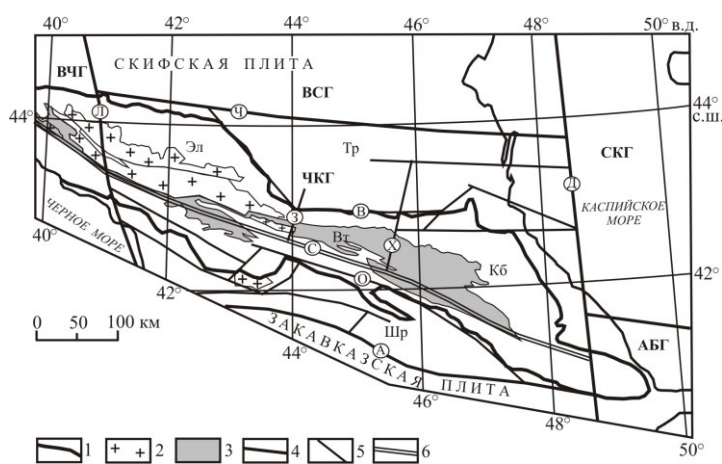 40° 42° 44° 46° 48° 50° в.д.
ВЧГ СКИФСКАЯ ПЛИТА ВСГ
44° Л Ч 44° с.ш.
Эл Тр СКГ
ЧКГ Д
КАСПИЙСКОЕ МОРЕ
З В
ЧЕРНОЕ МОРЕ Вт Х
40° С Кб
О
42° 42°
0 50 100 км
Шр АБГ
ЗАКАВКАЗСКАЯ ПЛИТА
44° А
46° 48° 50°
1 2 3 4 5 6